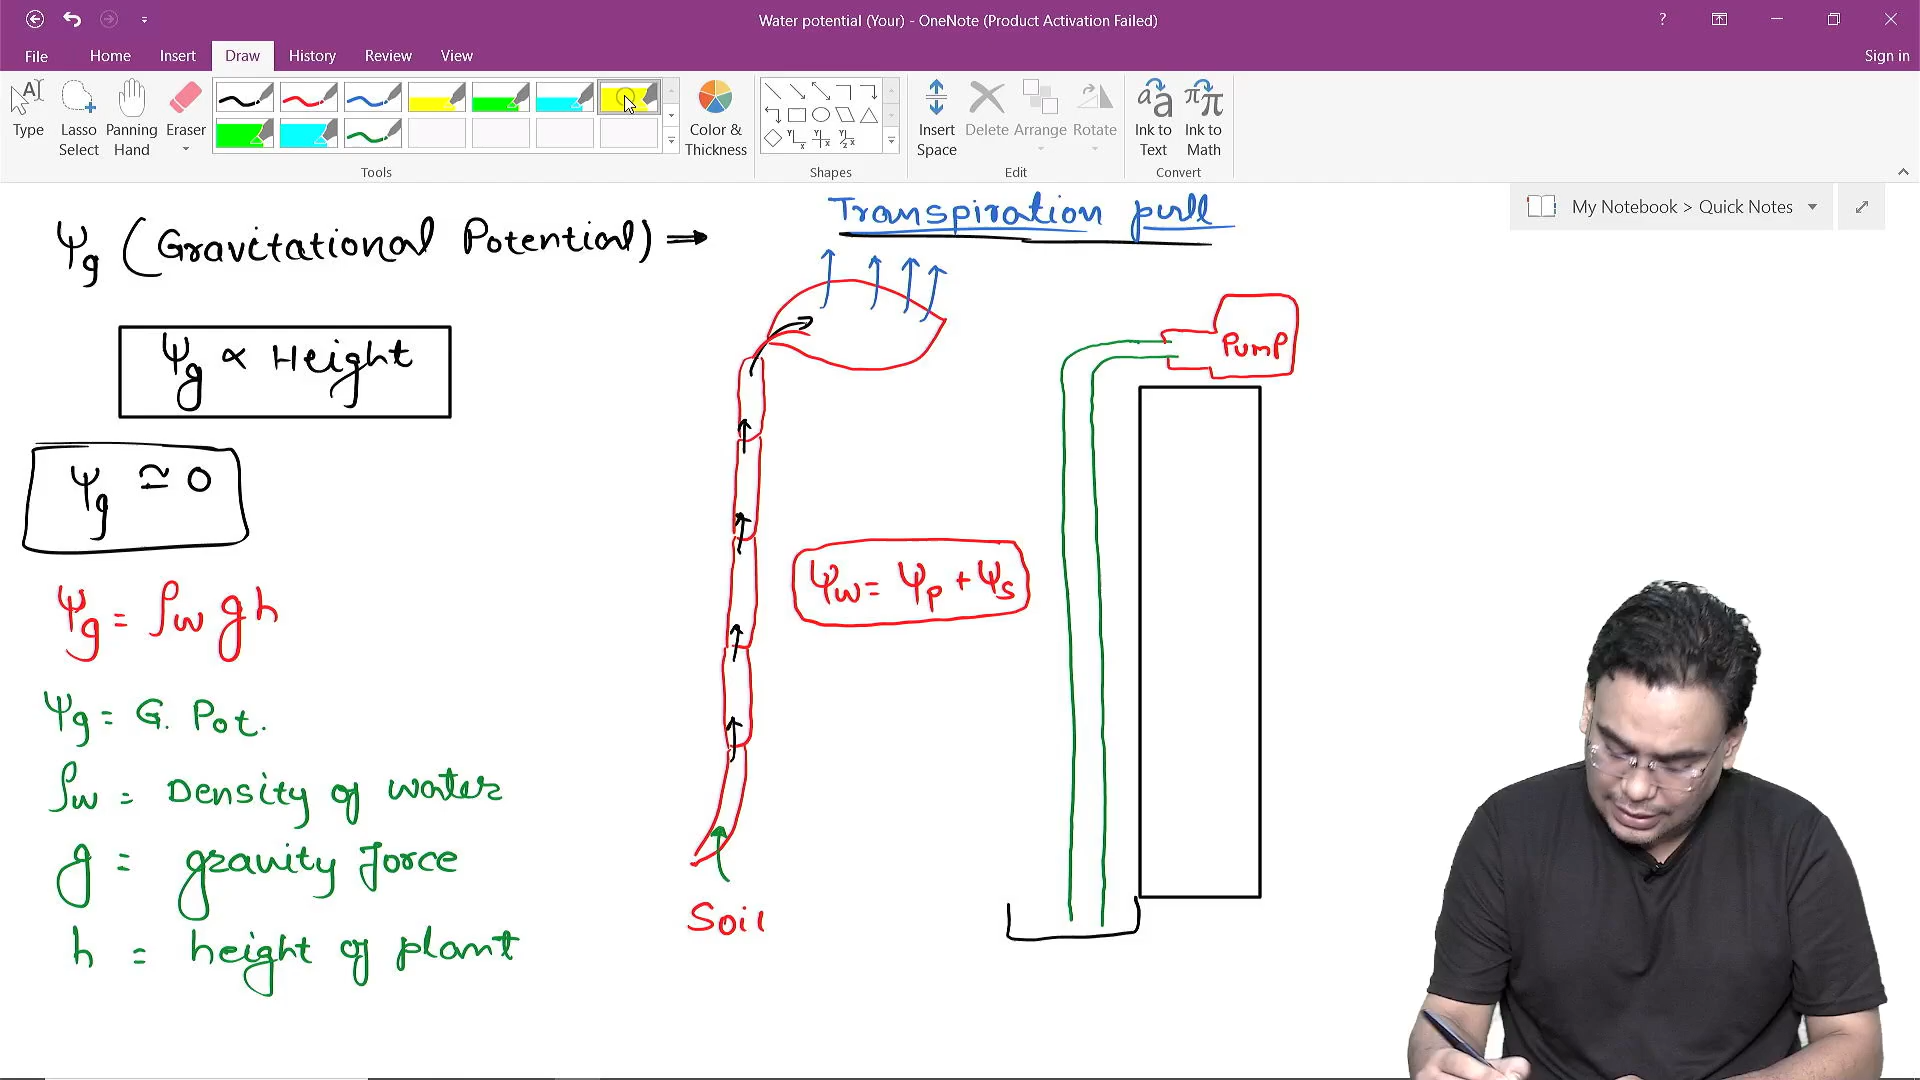 Water potential (Your) - OneNote (Product Activation Failed)
?
File
Home
Insert
Draw
History
Review
View
Sign in
Type
Lasso Select
Panning Hand
Eraser
Color & Thickness
Insert Space
Delete
Arrange
Rotate
Ink to Text
Ink to Math
Tools
Shapes
Edit
Convert
My Notebook > Quick Notes
Ψg (Gravitational Potential) ⇒
Transpiration pull
Ψg ∝ Height
PumP
Ψg ≅ 0
Ψw = Ψp + Ψs
Ψg = ρw gh
Ψg = G. Pot.
ρw = Density of water
g = gravity force
Soil
h = height of plant